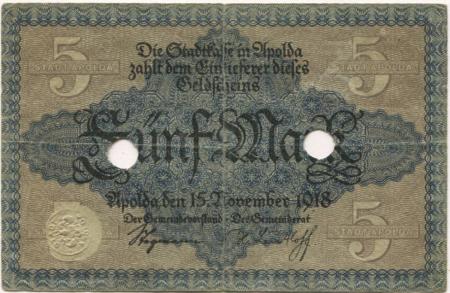 5 5
STADT APOLDA STADT APOLDA
Die Stadtkasse in Apolda
zahlt dem Einlieferer dieses
Geldscheins
Fünf Mark
Apolda den 15. November 1918
Der Gemeindevorstand - Der Gemeinderat
5
STADT APOLDA